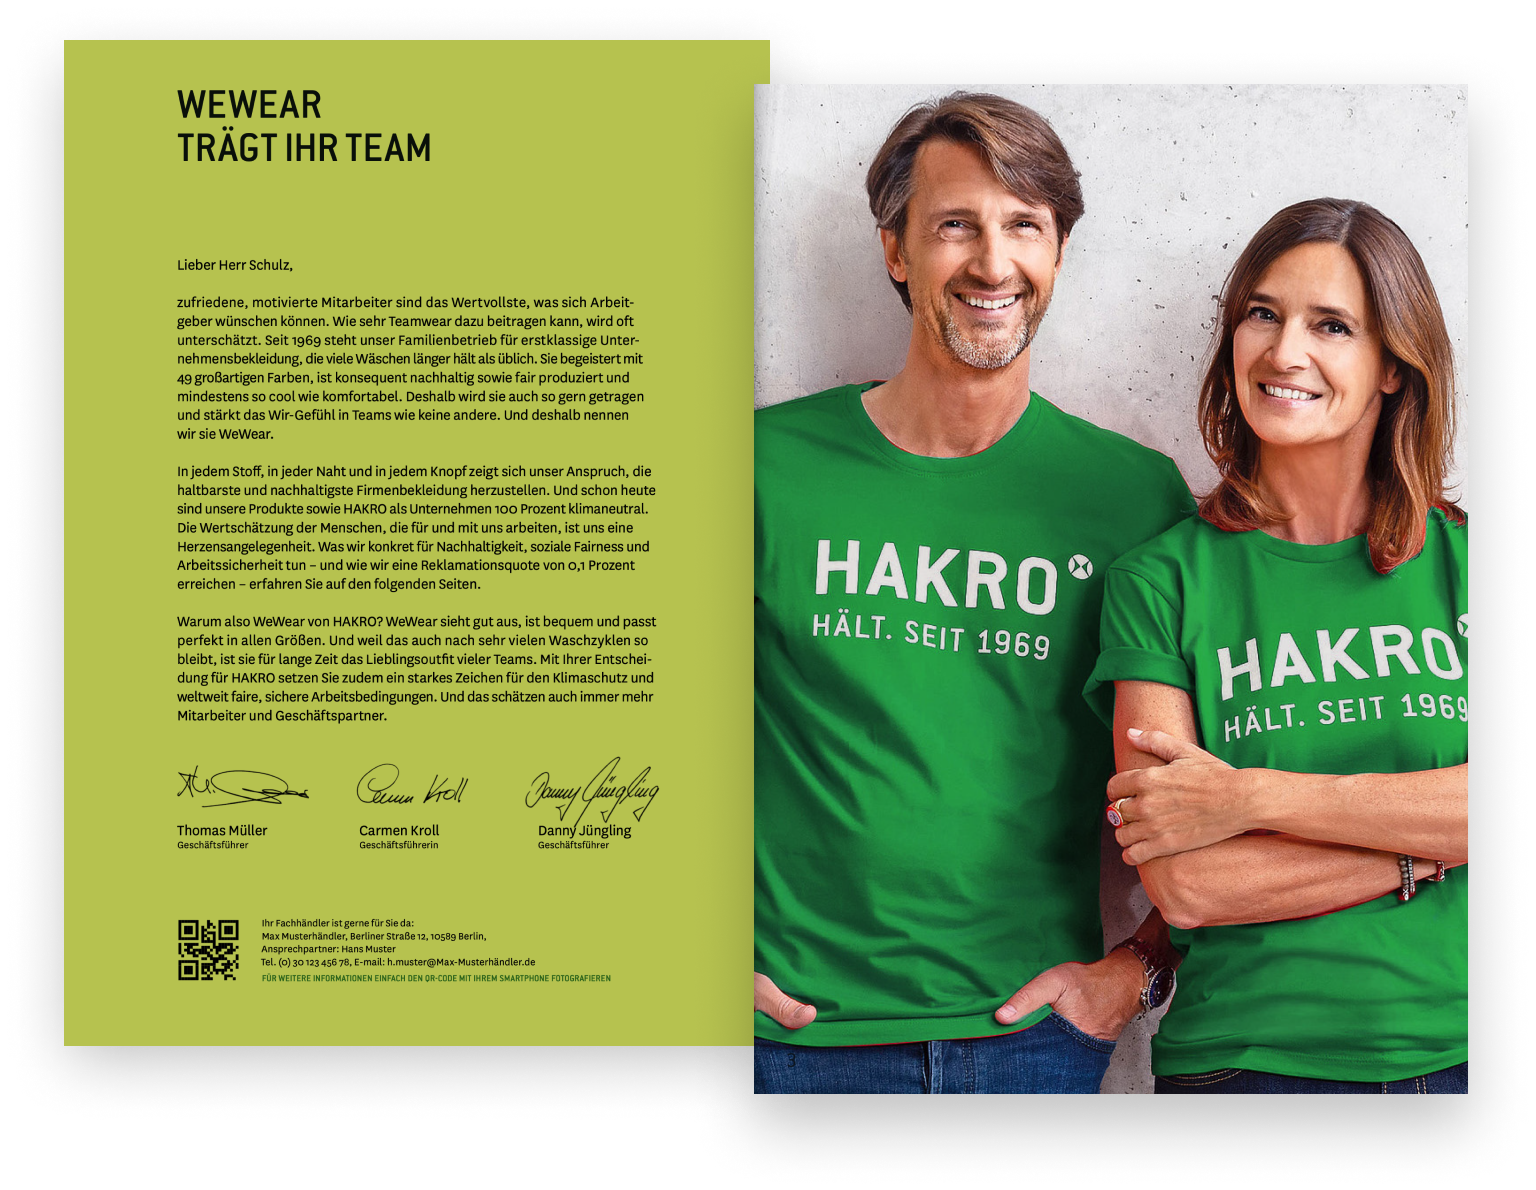 WEWEAR
TRÄGT IHR TEAM
Lieber Herr Schulz,
zufriedene, motivierte Mitarbeiter sind das Wertvollste, was sich Arbeit-
geber wünschen können. Wie sehr Teamwear dazu beitragen kann, wird oft
unterschätzt. Seit 1969 steht unser Familienbetrieb für erstklassige Unter-
nehmensbekleidung, die viele Wäschen länger hält als üblich. Sie begeistert mit
49 großartigen Farben, ist konsequent nachhaltig sowie fair produziert und
mindestens so cool wie komfortabel. Deshalb wird sie auch so gern getragen
und stärkt das Wir-Gefühl in Teams wie keine andere. Und deshalb nennen
wir sie WeWear.
In jedem Stoff, in jeder Naht und in jedem Knopf zeigt sich unser Anspruch, die
haltbarste und nachhaltigste Firmenbekleidung herzustellen. Und schon heute
sind unsere Produkte sowie HAKRO als Unternehmen 100 Prozent klimaneutral.
Die Wertschätzung der Menschen, die für und mit uns arbeiten, ist uns eine
Herzensangelegenheit. Was wir konkret für Nachhaltigkeit, soziale Fairness und
Arbeitssicherheit tun – und wie wir eine Reklamationsquote von 0,1 Prozent
erreichen – erfahren Sie auf den folgenden Seiten.
Warum also WeWear von HAKRO? WeWear sieht gut aus, ist bequem und passt
perfekt in allen Größen. Und weil das auch nach sehr vielen Waschzyklen so
bleibt, ist sie für lange Zeit das Lieblingsoutfit vieler Teams. Mit Ihrer Entschei-
dung für HAKRO setzen Sie zudem ein starkes Zeichen für den Klimaschutz und
weltweit faire, sichere Arbeitsbedingungen. Und das schätzen auch immer mehr
Mitarbeiter und Geschäftspartner.
Carmen Kroll
Danny Jüngling
Thomas Müller
Geschäftsführer
Carmen Kroll
Geschäftsführerin
Danny Jüngling
Geschäftsführer
Ihr Fachhändler ist gerne für Sie da:
Max Musterhändler, Berliner Straße 12, 10589 Berlin,
Ansprechpartner: Hans Muster
Tel. (0) 30 123 456 78, E-mail: h.muster@Max-Musterhändler.de
FÜR WEITERE INFORMATIONEN EINFACH DEN QR-CODE MIT IHREM SMARTPHONE FOTOGRAFIEREN
HAKRO
HÄLT. SEIT 1969
HAKRO
HÄLT. SEIT 1969
3